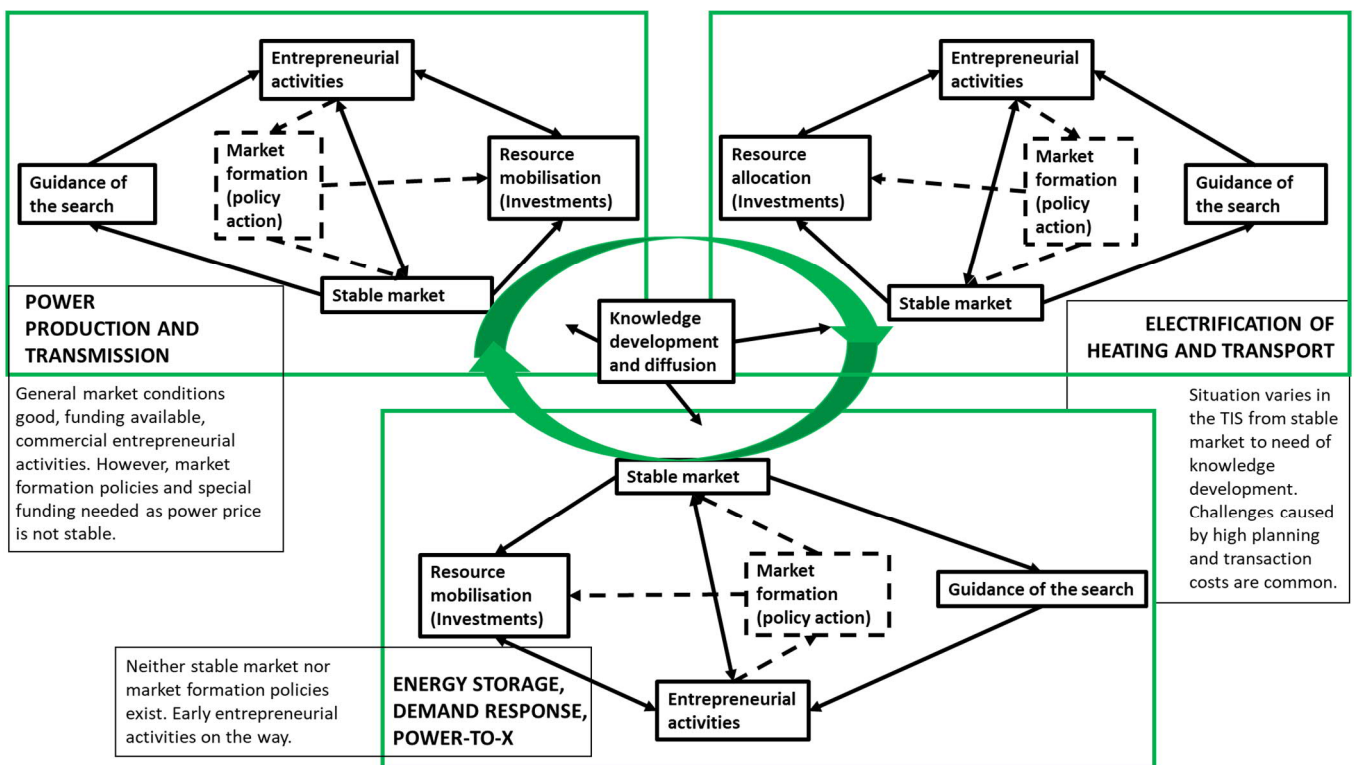 Entrepreneurial
activities
Market
formation
(policy
action)
Resource
mobilisation
(Investments)
Guidance of
the search
Stable market
POWER
PRODUCTION AND
TRANSMISSION
General market conditions
good, funding available,
commercial entrepreneurial
activities. However, market
formation policies and special
funding needed as power price
is not stable.
Entrepreneurial
activities
Resource
allocation
(Investments)
Market
formation
(policy
action)
Guidance of
the search
Stable market
ELECTRIFICATION OF
HEATING AND TRANSPORT
Situation varies in
the TIS from stable
market to need of
knowledge
development.
Challenges caused
by high planning
and transaction
costs are common.
Knowledge
development
and diffusion
Stable market
Resource
mobilisation
(Investments)
Market
formation
(policy action)
Guidance of the search
Entrepreneurial
activities
ENERGY STORAGE,
DEMAND RESPONSE,
POWER-TO-X
Neither stable market nor
market formation policies
exist. Early entrepreneurial
activities on the way.